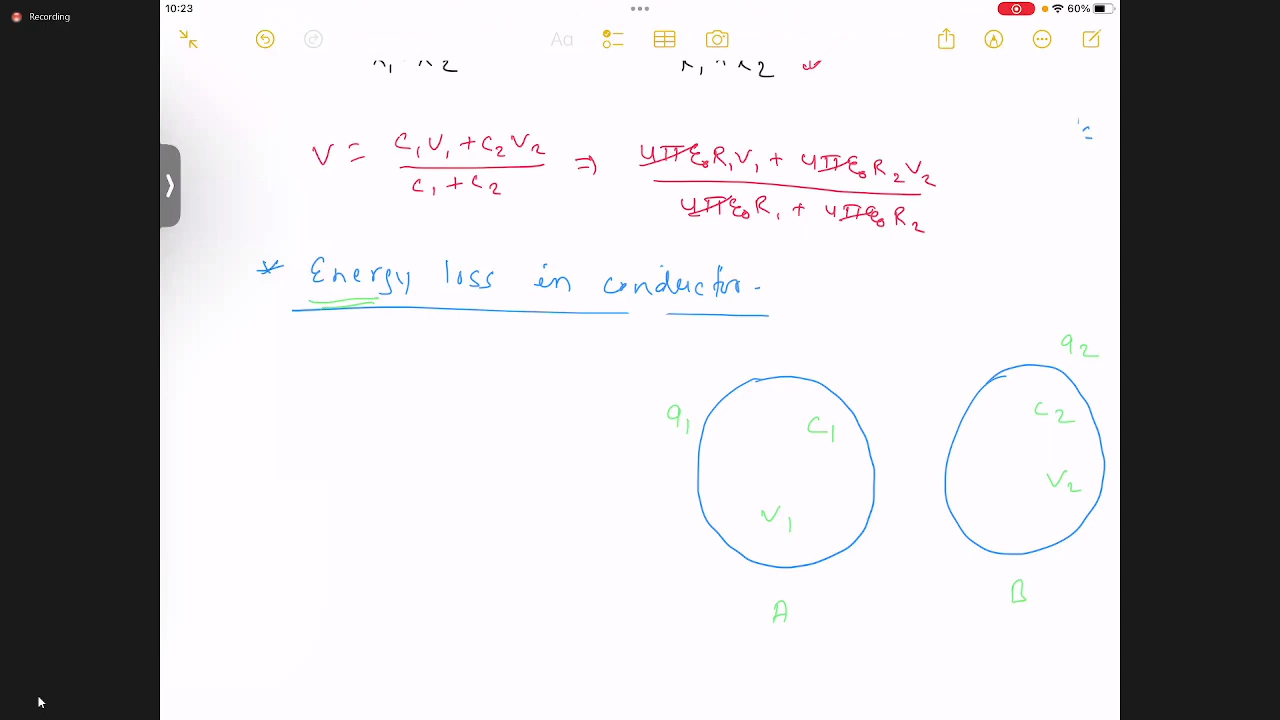 Recording
10:23
60%
Aa
V = C₁V₁ + C₂V₂ / C₁ + C₂ ⇒ 4πε₀R₁V₁ + 4πε₀R₂V₂ / 4πε₀R₁ + 4πε₀R₂
* Energy loss in conductor.
q₁ C₁ V₁ A
q₂ C₂ V₂ B